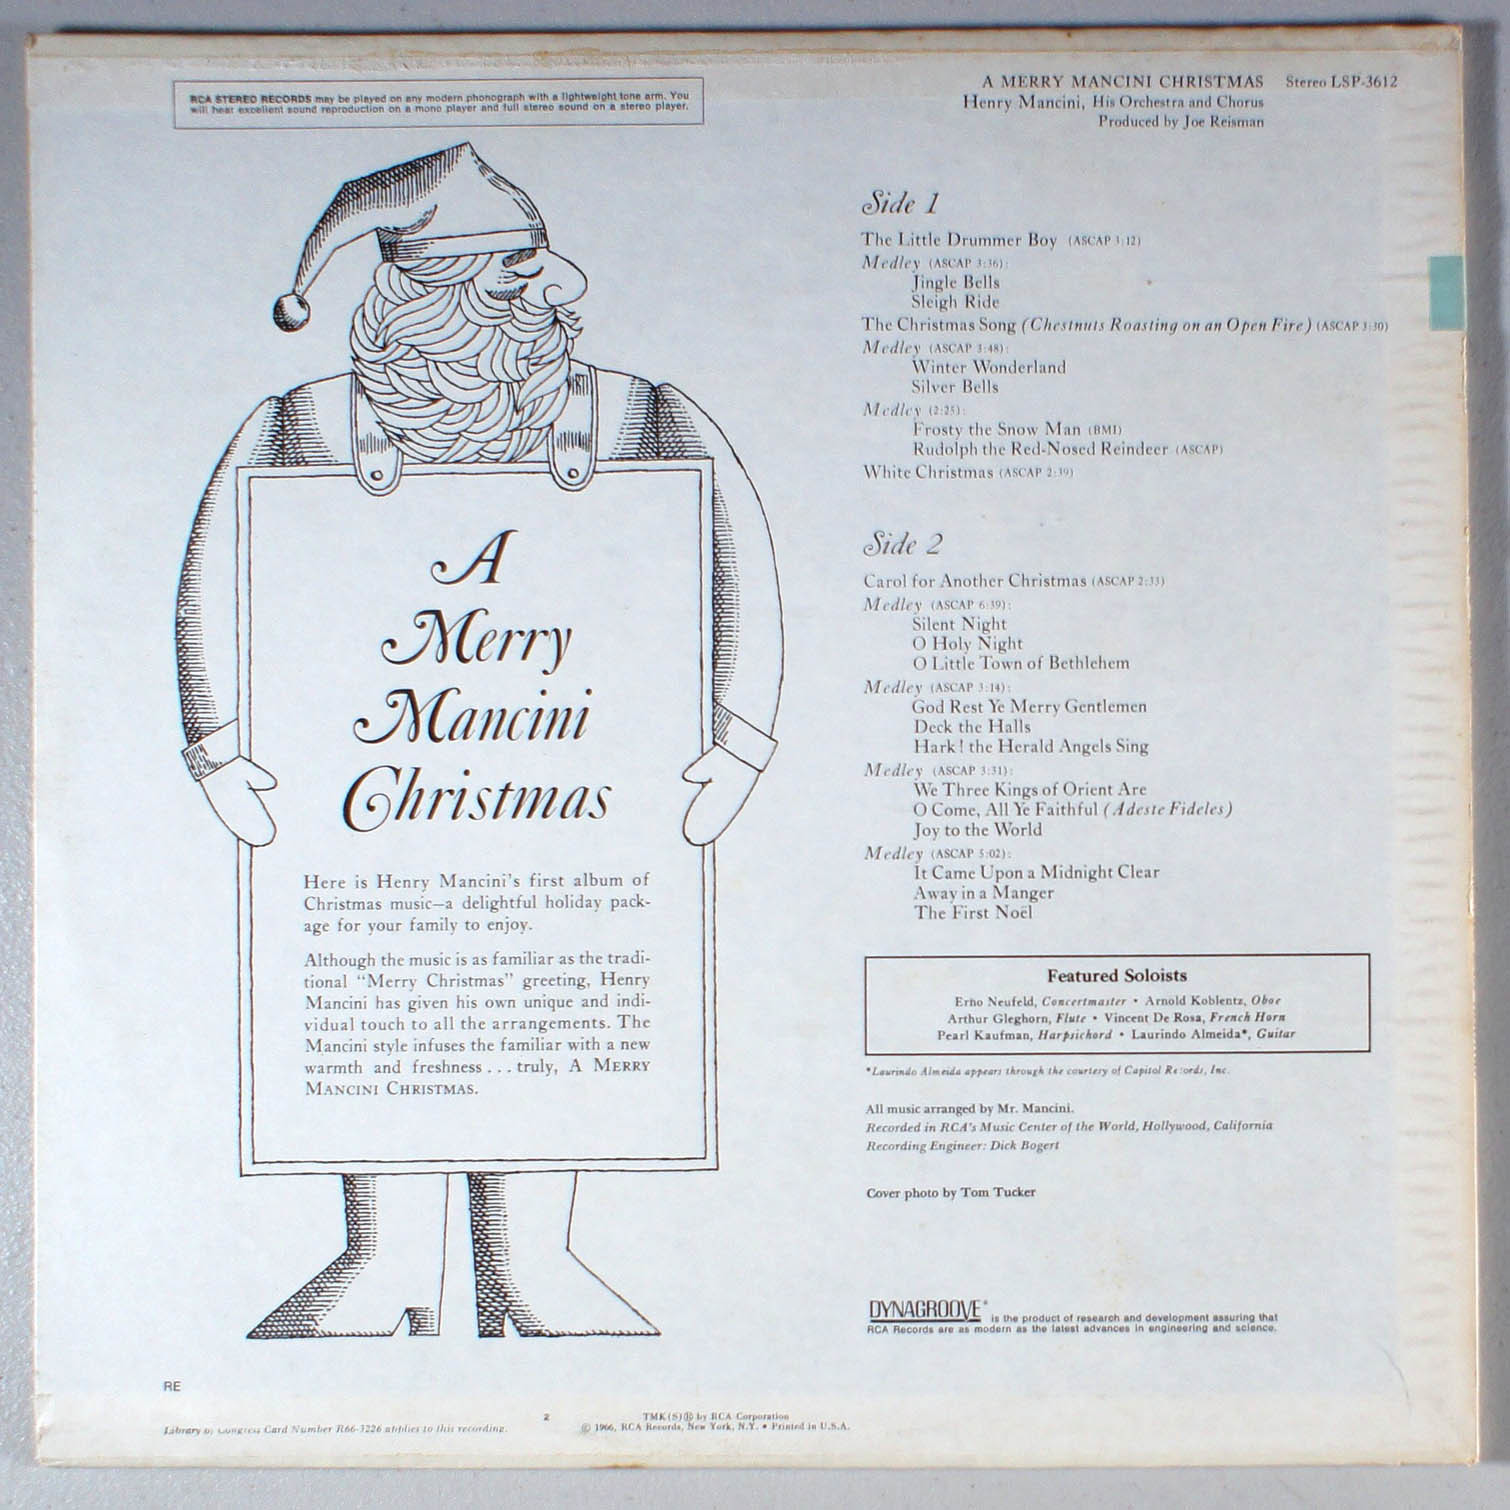 RCA STEREO RECORDS may be played on any modern phonograph with a lightweight tone arm. You
will hear excellent sound reproduction on a mono player and full stereo sound on a stereo player.
A MERRY MANCINI CHRISTMAS Stereo LSP-3612
Henry Mancini, His Orchestra and Chorus
Produced by Joe Reisman
A
Merry
Mancini
Christmas
Here is Henry Mancini's first album of
Christmas music—a delightful holiday pack-
age for your family to enjoy.
Although the music is as familiar as the tradi-
tional "Merry Christmas" greeting, Henry
Mancini has given his own unique and indi-
vidual touch to all the arrangements. The
Mancini style infuses the familiar with a new
warmth and freshness . . . truly, A MERRY
MANCINI CHRISTMAS.
Side 1
The Little Drummer Boy (ASCAP 3:12)
Medley (ASCAP 3:36):
Jingle Bells
Sleigh Ride
The Christmas Song (Chestnuts Roasting on an Open Fire) (ASCAP 3:30)
Medley (ASCAP 3:48):
Winter Wonderland
Silver Bells
Medley (2:25):
Frosty the Snow Man (BMI)
Rudolph the Red-Nosed Reindeer (ASCAP)
White Christmas (ASCAP 2:39)
Side 2
Carol for Another Christmas (ASCAP 2:33)
Medley (ASCAP 6:39):
Silent Night
O Holy Night
O Little Town of Bethlehem
Medley (ASCAP 3:14):
God Rest Ye Merry Gentlemen
Deck the Halls
Hark! the Herald Angels Sing
Medley (ASCAP 3:31):
We Three Kings of Orient Are
O Come, All Ye Faithful (Adeste Fideles)
Joy to the World
Medley (ASCAP 5:02):
It Came Upon a Midnight Clear
Away in a Manger
The First Noël
Featured Soloists
Erno Neufeld, Concertmaster • Arnold Koblentz, Oboe
Arthur Gleghorn, Flute • Vincent De Rosa, French Horn
Pearl Kaufman, Harpsichord • Laurindo Almeida*, Guitar
*Laurindo Almeida appears through the courtesy of Capitol Records, Inc.
All music arranged by Mr. Mancini.
Recorded in RCA's Music Center of the World, Hollywood, California
Recording Engineer: Dick Bogert
Cover photo by Tom Tucker
DYNAGROOVE* is the product of research and development assuring that
RCA Records are as modern as the latest advances in engineering and science.
RE
Library of Congress Card Number R66-3226 applies to this recording.
2
TMK(S) ® by RCA Corporation
© 1966, RCA Records, New York, N.Y. • Printed in U.S.A.